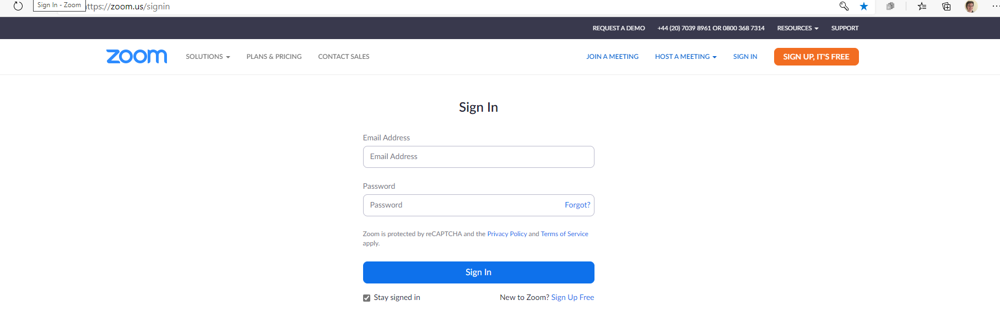 Sign In - Zoom
ttps://zoom.us/signin
REQUEST A DEMO +44 (20) 7039 8961 OR 0800 368 7314 RESOURCES SUPPORT
zoom SOLUTIONS PLANS & PRICING CONTACT SALES JOIN A MEETING HOST A MEETING SIGN IN SIGN UP, IT'S FREE
Sign In
Email Address
Email Address
Password
Password Forgot?
Zoom is protected by reCAPTCHA and the Privacy Policy and Terms of Service
apply.
Sign In
Stay signed in New to Zoom? Sign Up Free